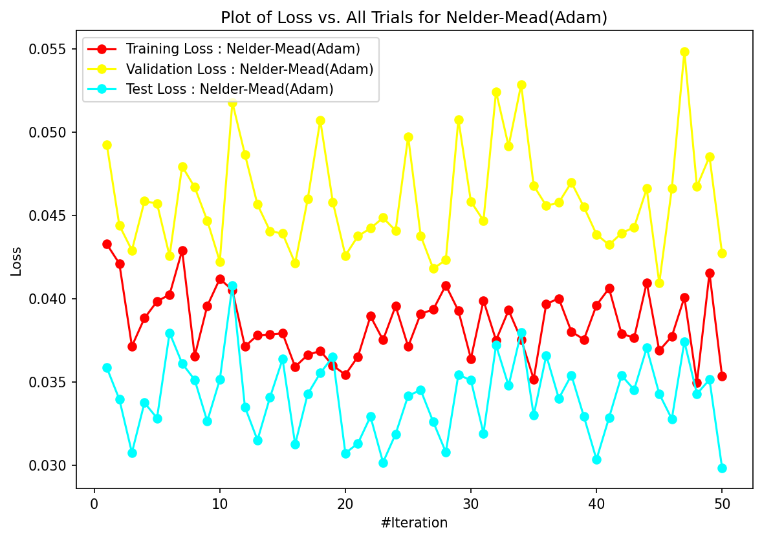 Plot of Loss vs. All Trials for Nelder-Mead(Adam)
Training Loss : Nelder-Mead(Adam)
Validation Loss : Nelder-Mead(Adam)
Test Loss : Nelder-Mead(Adam)
0.055
0.050
0.045
0.040
0.035
0.030
Loss
0 10 20 30 40 50
#Iteration